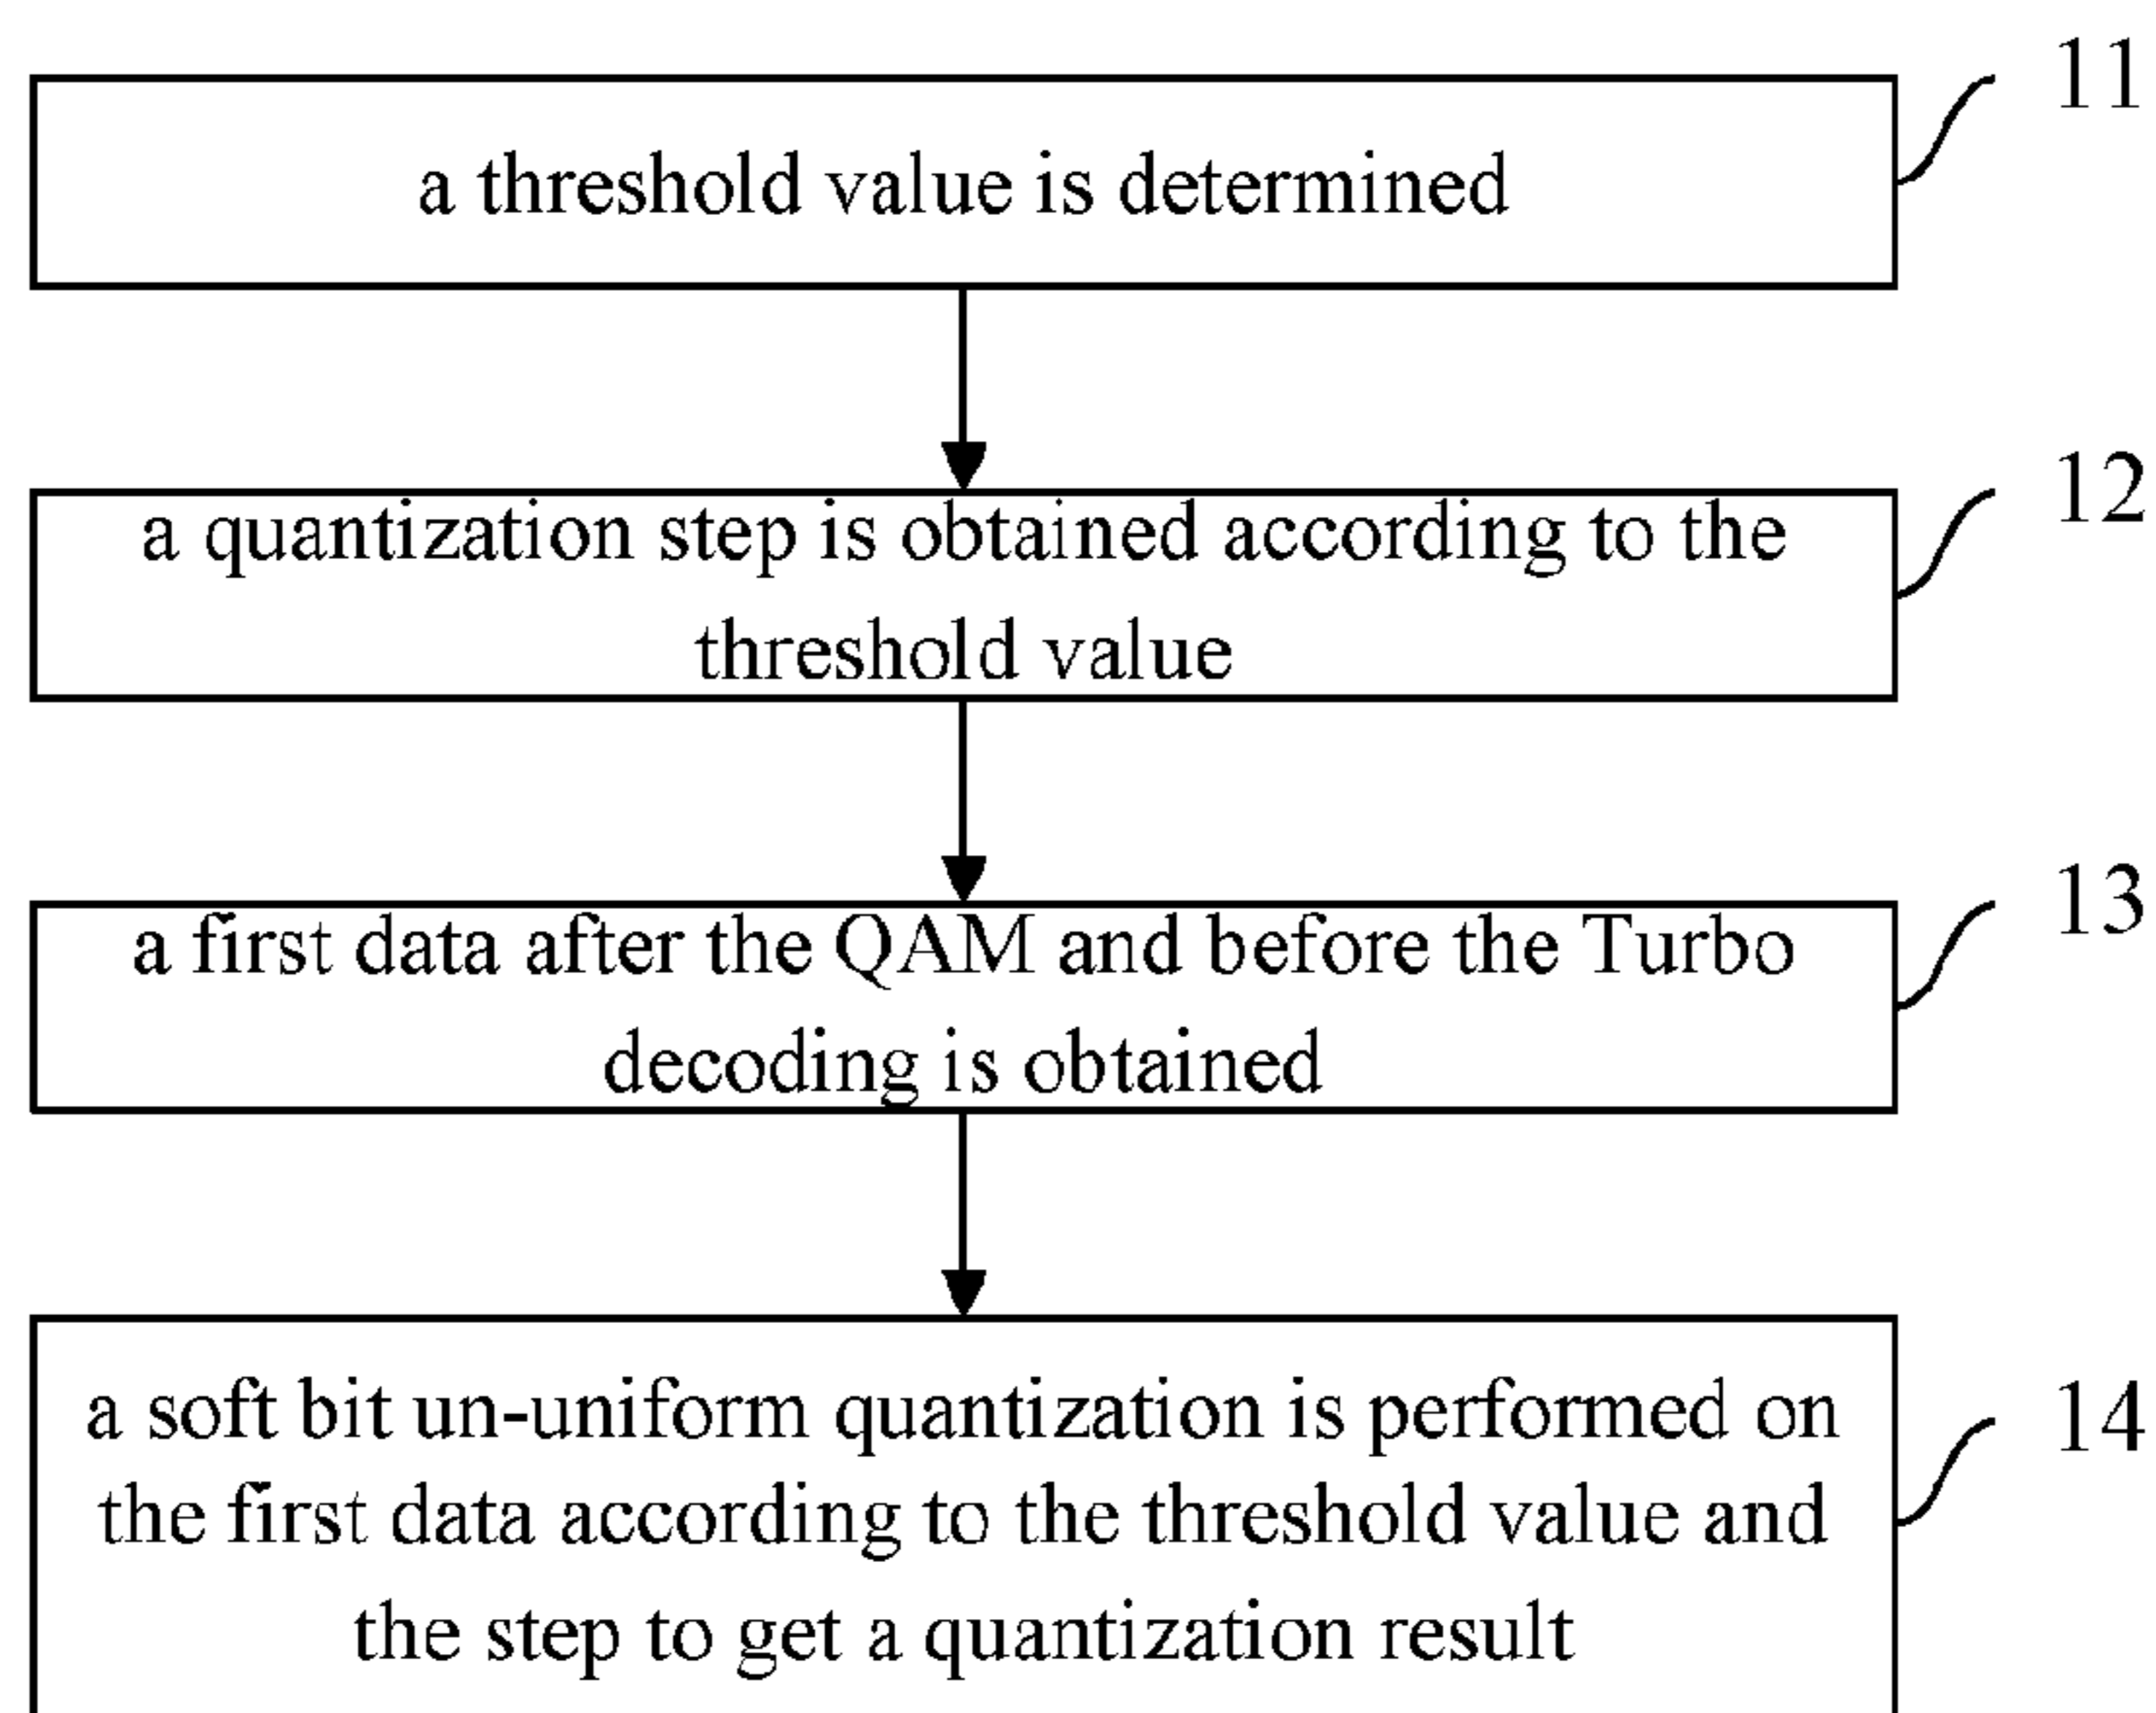 11
a threshold value is determined
12
a quantization step is obtained according to the
threshold value
13
a first data after the QAM and before the Turbo
decoding is obtained
14
a soft bit un-uniform quantization is performed on
the first data according to the threshold value and
the step to get a quantization result